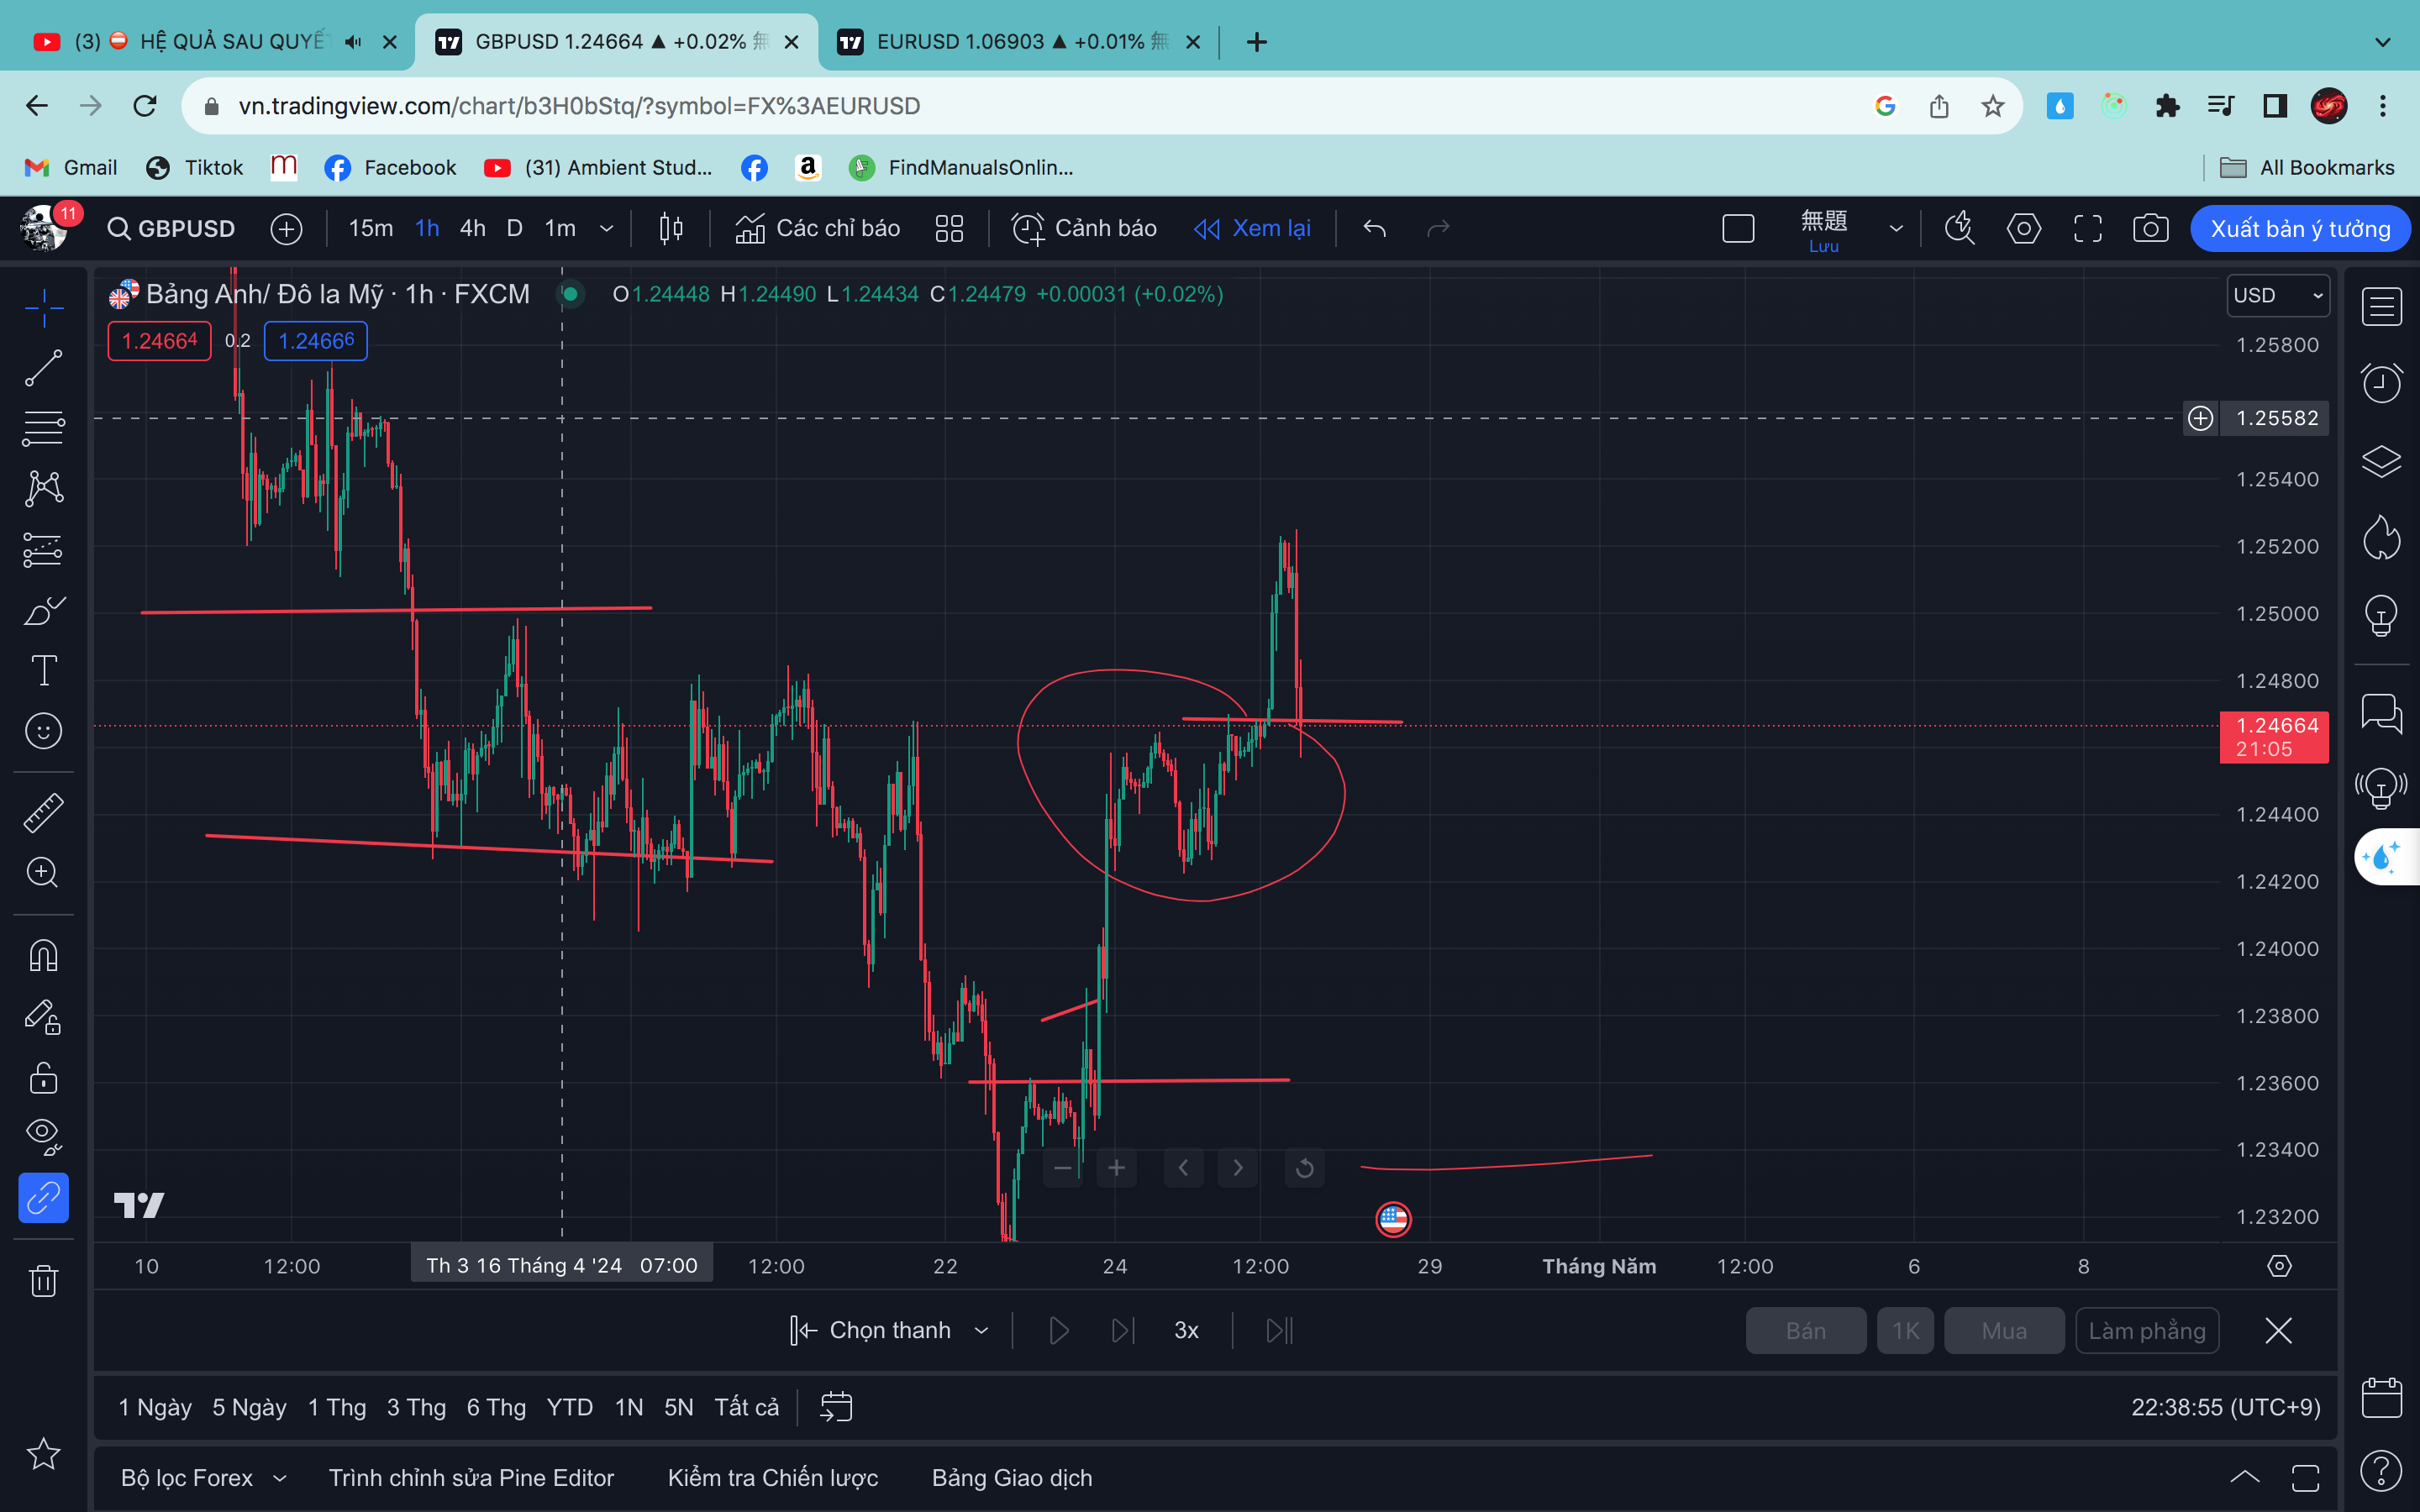 (3) ⛔ HỆ QUẢ SAU QUYẾT
GBPUSD 1.24664 ▲ +0.02% 無
EURUSD 1.06903 ▲ +0.01% 無
vn.tradingview.com/chart/b3H0bStq/?symbol=FX%3AEURUSD
Gmail Tiktok Facebook (31) Ambient Stud... FindManualsOnlin... All Bookmarks
11 GBPUSD 15m 1h 4h D 1m Các chỉ báo Cảnh báo Xem lại 無題 Xuất bản ý tưởng
Lưu
Bảng Anh/ Đô la Mỹ · 1h · FXCM O1.24448 H1.24490 L1.24434 C1.24479 +0.00031 (+0.02%) USD
1.24664 0.2 1.24666
1.25800
1.25582
1.25400
1.25200
1.25000
1.24800
1.24664
21:05
1.24400
1.24200
1.24000
1.23800
1.23600
1.23400
1.23200
10 12:00 Th 3 16 Tháng 4 '24 07:00 12:00 22 24 12:00 29 Tháng Năm 12:00 6 8
Chọn thanh 3x Bán 1K Mua Làm phẳng
1 Ngày 5 Ngày 1 Thg 3 Thg 6 Thg YTD 1N 5N Tất cả 22:38:55 (UTC+9)
Bộ lọc Forex Trình chỉnh sửa Pine Editor Kiểm tra Chiến lược Bảng Giao dịch